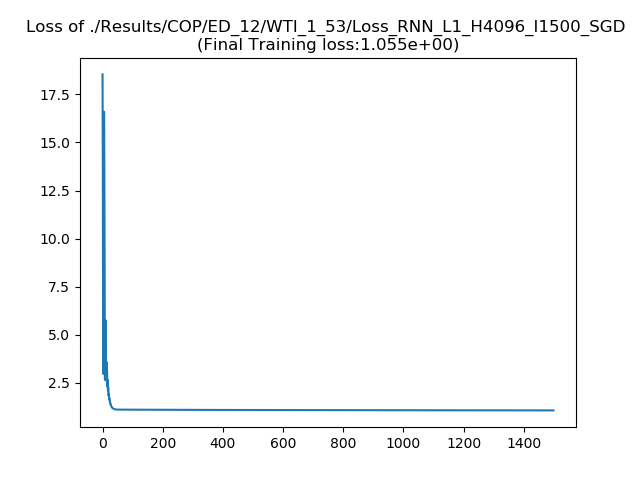 Loss of ./Results/COP/ED_12/WTI_1_53/Loss_RNN_L1_H4096_I1500_SGD
(Final Training loss:1.055e+00)
17.5
15.0
12.5
10.0
7.5
5.0
2.5
0 200 400 600 800 1000 1200 1400